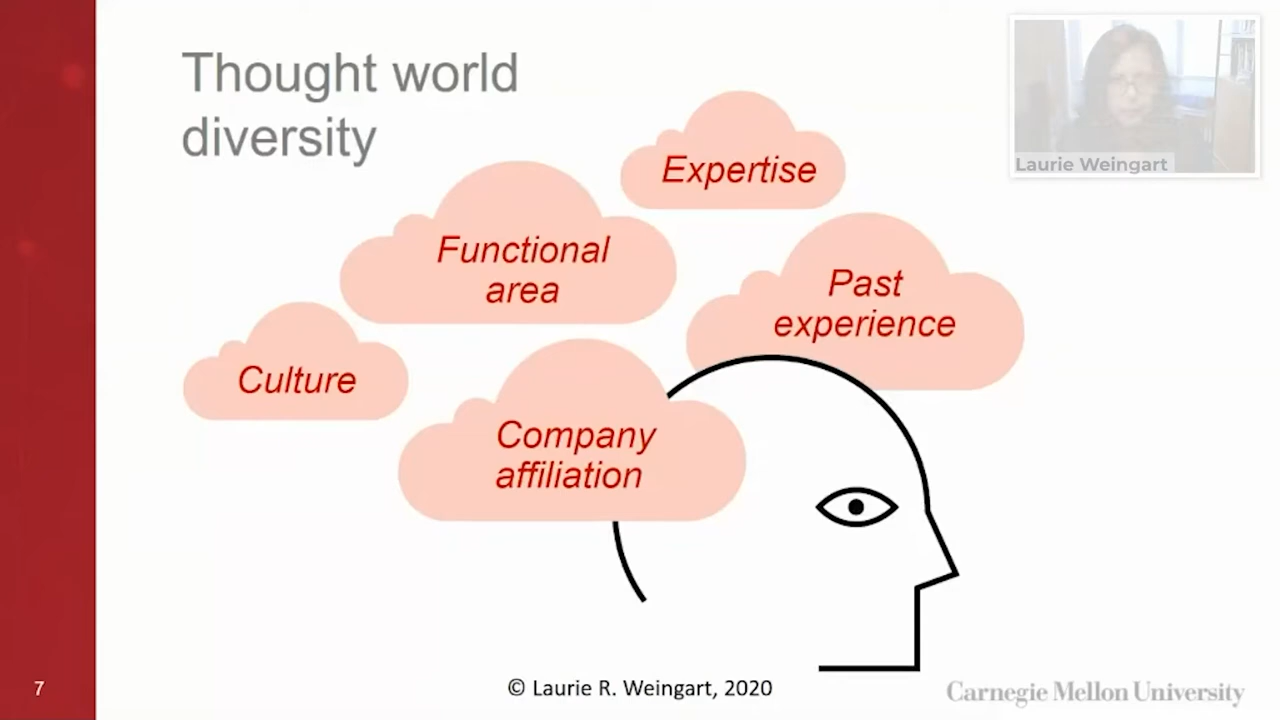 Thought world
diversity
Laurie Weingart
Expertise
Functional
area
Past
experience
Culture
Company
affiliation
7
© Laurie R. Weingart, 2020
Carnegie Mellon University